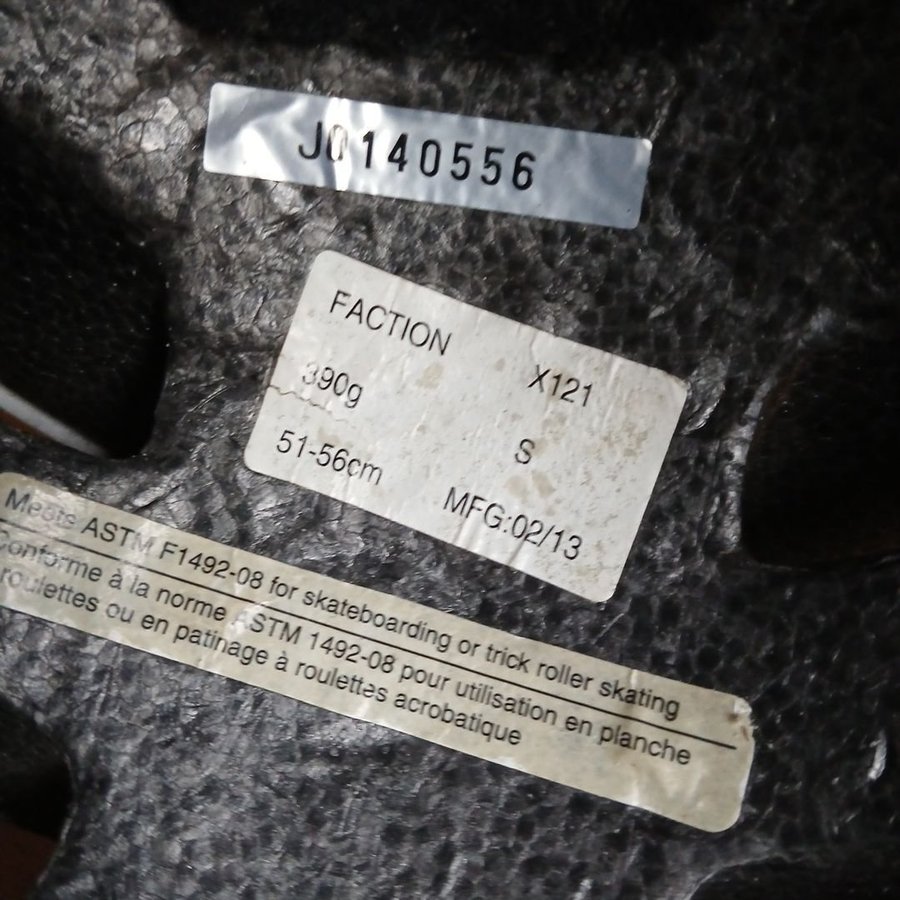 J0140556
FACTION X121
390g S
51-56cm MFG:02/13
Meets ASTM F1492-08 for skateboarding or trick roller skating
Conforme à la norme ASTM 1492-08 pour utilisation en planche
roulettes ou en patinage à roulettes acrobatique